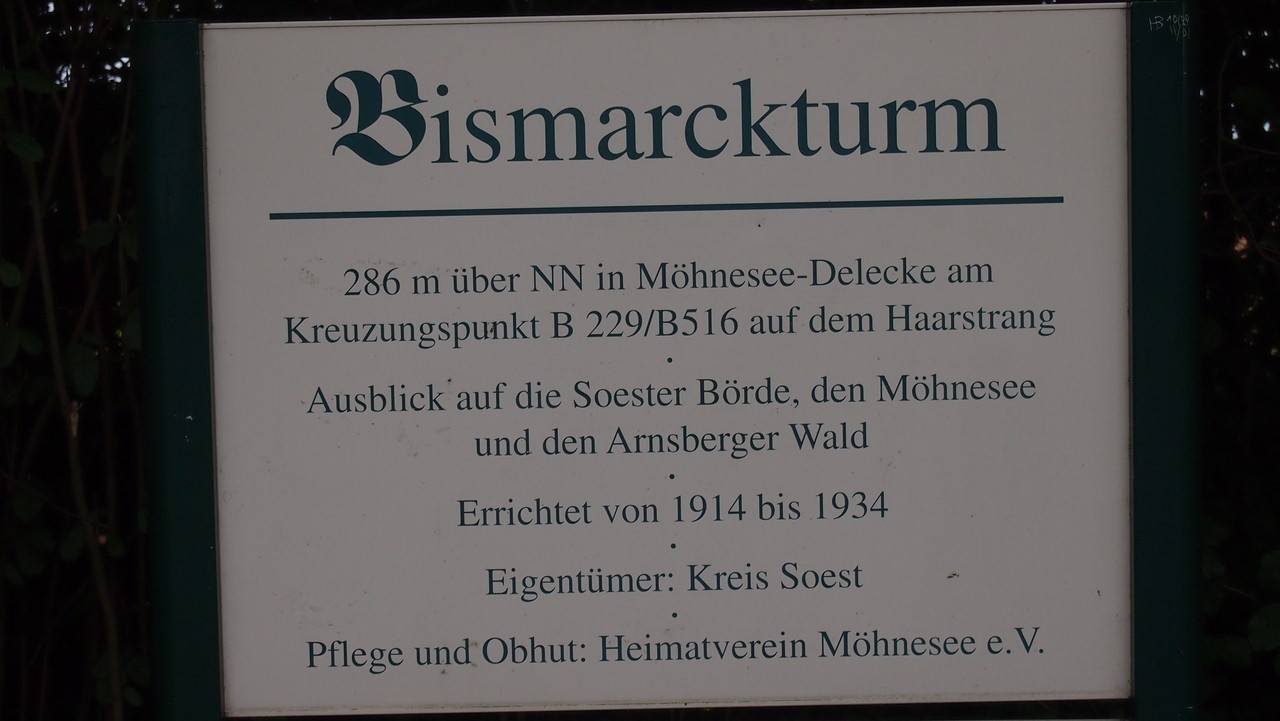 Bismarckturm
286 m über NN in Möhnesee-Delecke am
Kreuzungspunkt B 229/B516 auf dem Haarstrang
·
Ausblick auf die Soester Börde, den Möhnesee
und den Arnsberger Wald
·
Errichtet von 1914 bis 1934
·
Eigentümer: Kreis Soest
·
Pflege und Obhut: Heimatverein Möhnesee e.V.